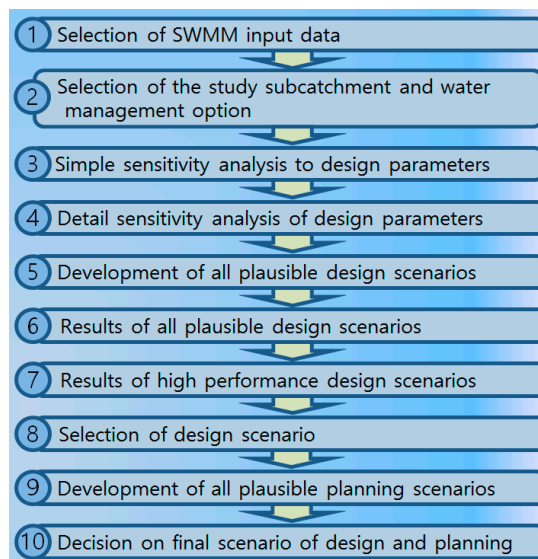 1 Selection of SWMM input data
2 Selection of the study subcatchment and water
management option
3 Simple sensitivity analysis to design parameters
4 Detail sensitivity analysis of design parameters
5 Development of all plausible design scenarios
6 Results of all plausible design scenarios
7 Results of high performance design scenarios
8 Selection of design scenario
9 Development of all plausible planning scenarios
10 Decision on final scenario of design and planning